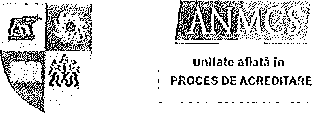 ANMCS
Unitate aflată în
PROCES DE ACREDITARE